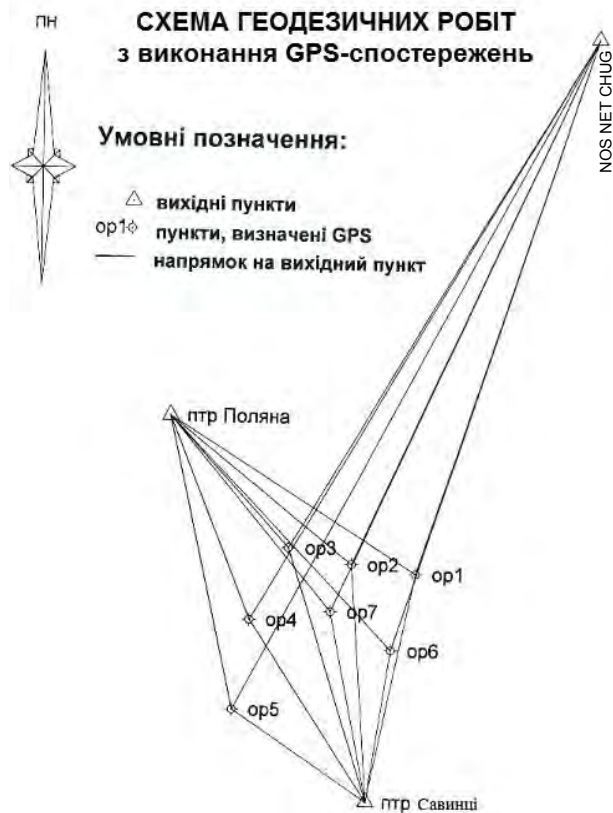 ПН
СХЕМА ГЕОДЕЗИЧНИХ РОБІТ
з виконання GPS-спостережень
NOS NET CHUG
Умовні позначення:
вихідні пункти
ор1 пункти, визначені GPS
напрямок на вихідний пункт
птр Поляна
ор3
ор2
ор1
ор4
ор7
ор6
ор5
птр Савинці